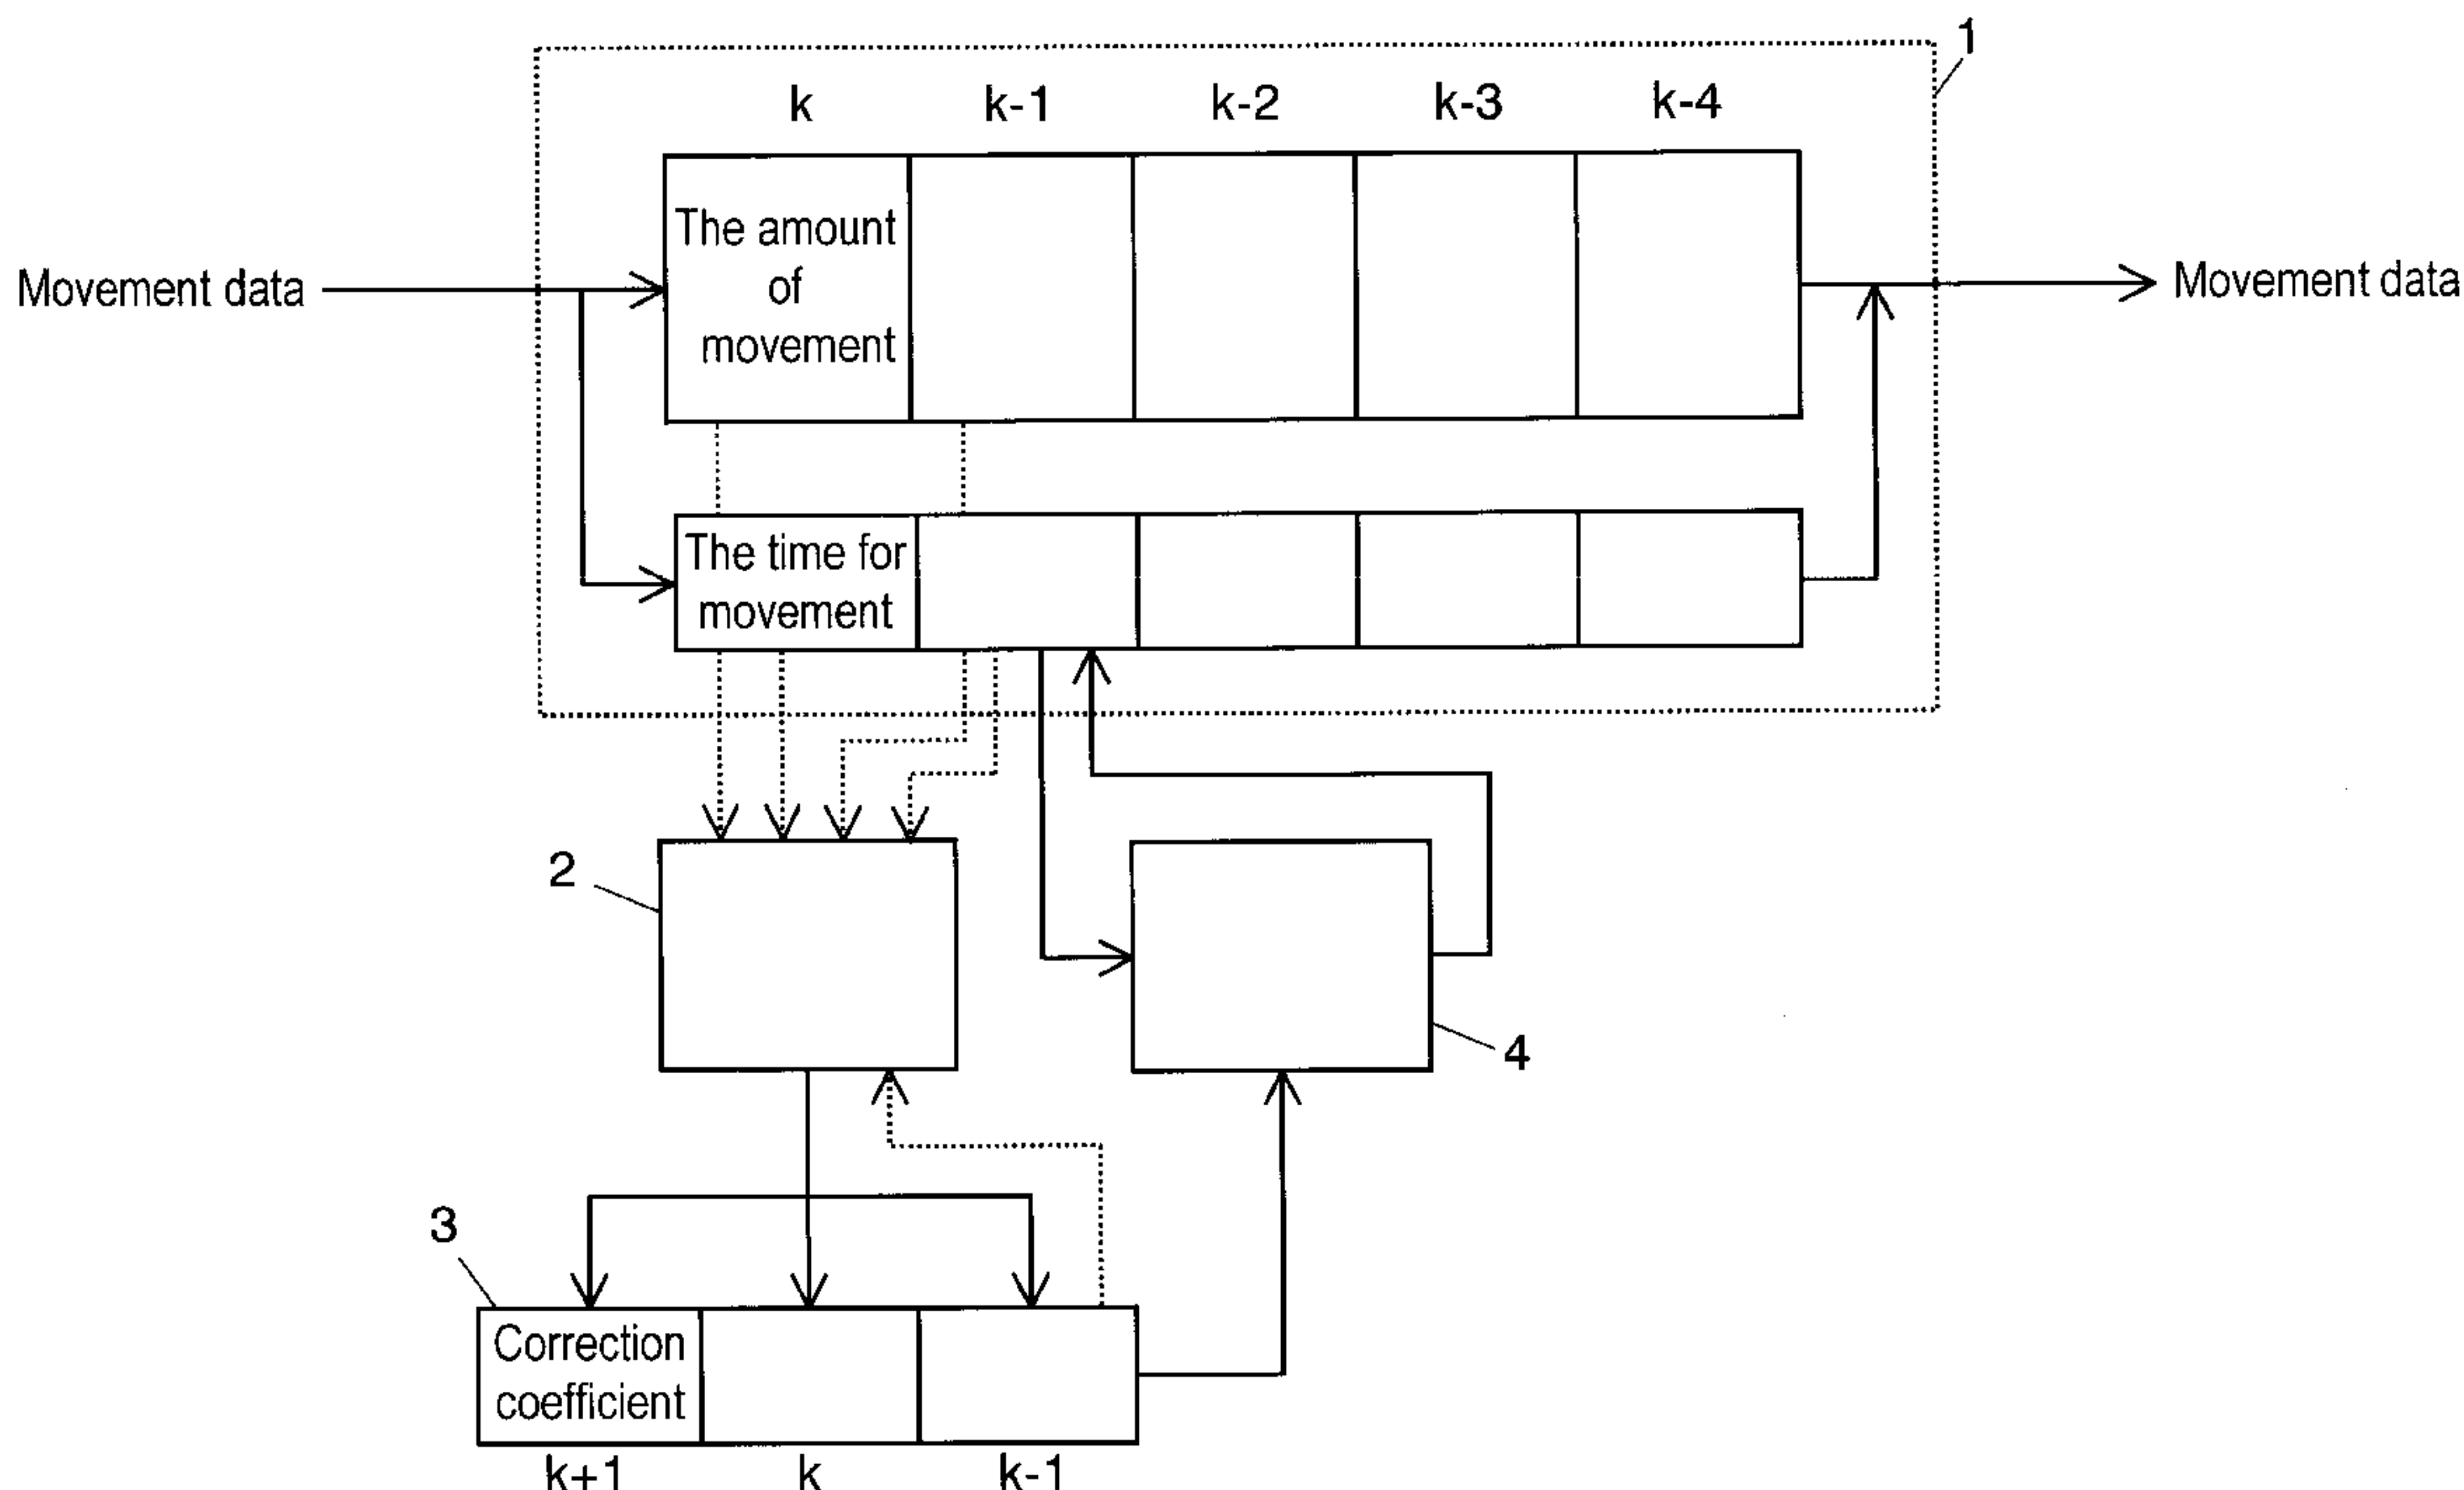 1
k k-1 k-2 k-3 k-4
The amount
of
movement
Movement data
Movement data
The time for
movement
2
4
3
Correction
coefficient
k+1 k k-1